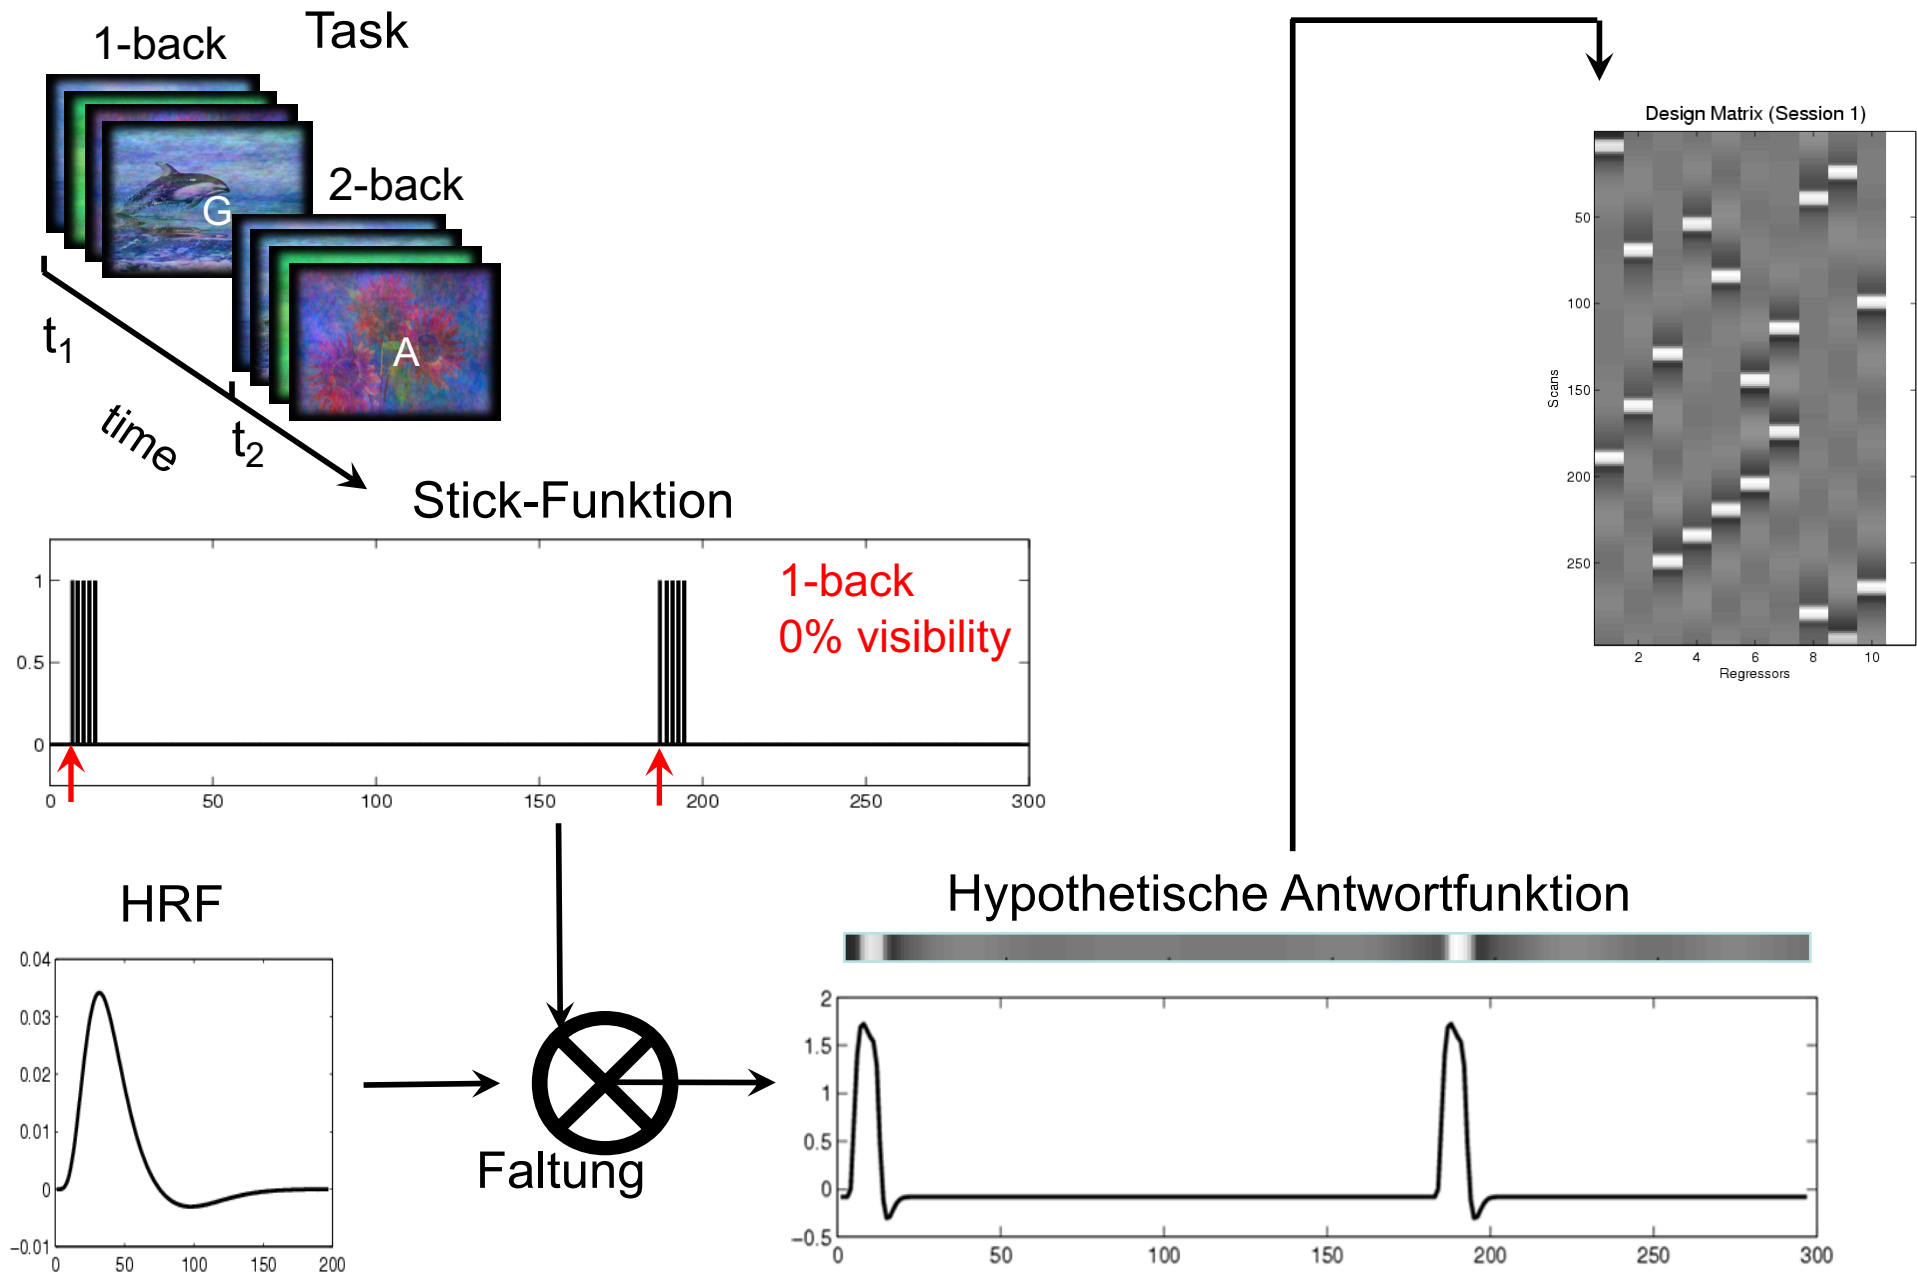 Task
1-back
G
2-back
A
t1
time
t2
Stick-Funktion
1
0.5
0
0 50 100 150 200 250 300
1-back
0% visibility
HRF
0.04
0.03
0.02
0.01
0
−0.01
0 50 100 150 200
Faltung
Hypothetische Antwortfunktion
2
1.5
1
0.5
0
−0.5
0 50 100 150 200 250 300
Design Matrix (Session 1)
Scans
50
100
150
200
250
2 4 6 8 10
Regressors